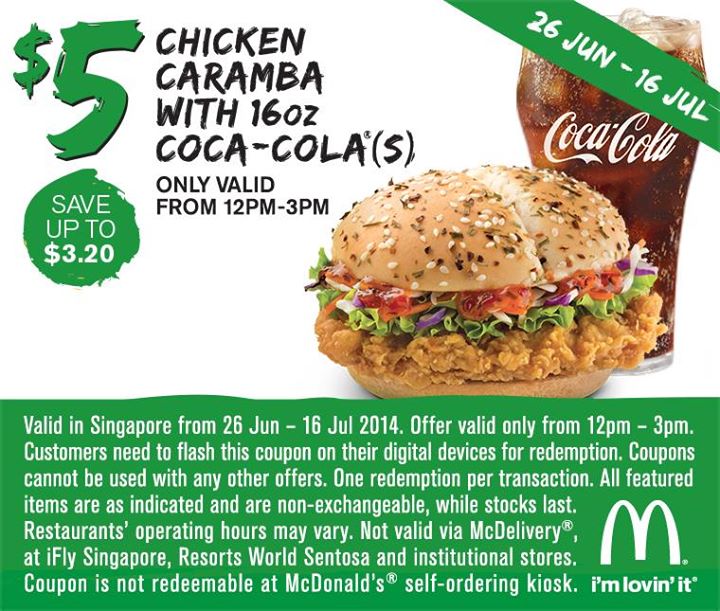 $5
CHICKEN
CARAMBA
WITH 16OZ
COCA-COLA®(S)
ONLY VALID
FROM 12PM-3PM
SAVE
UP TO
$3.20
26 JUN - 16 JUL
Coca-Cola
Valid in Singapore from 26 Jun – 16 Jul 2014. Offer valid only from 12pm – 3pm.
Customers need to flash this coupon on their digital devices for redemption. Coupons
cannot be used with any other offers. One redemption per transaction. All featured
items are as indicated and are non-exchangeable, while stocks last.
Restaurants’ operating hours may vary. Not valid via McDelivery®,
at iFly Singapore, Resorts World Sentosa and institutional stores.
Coupon is not redeemable at McDonald’s® self-ordering kiosk.
M®
i’m lovin’ it®